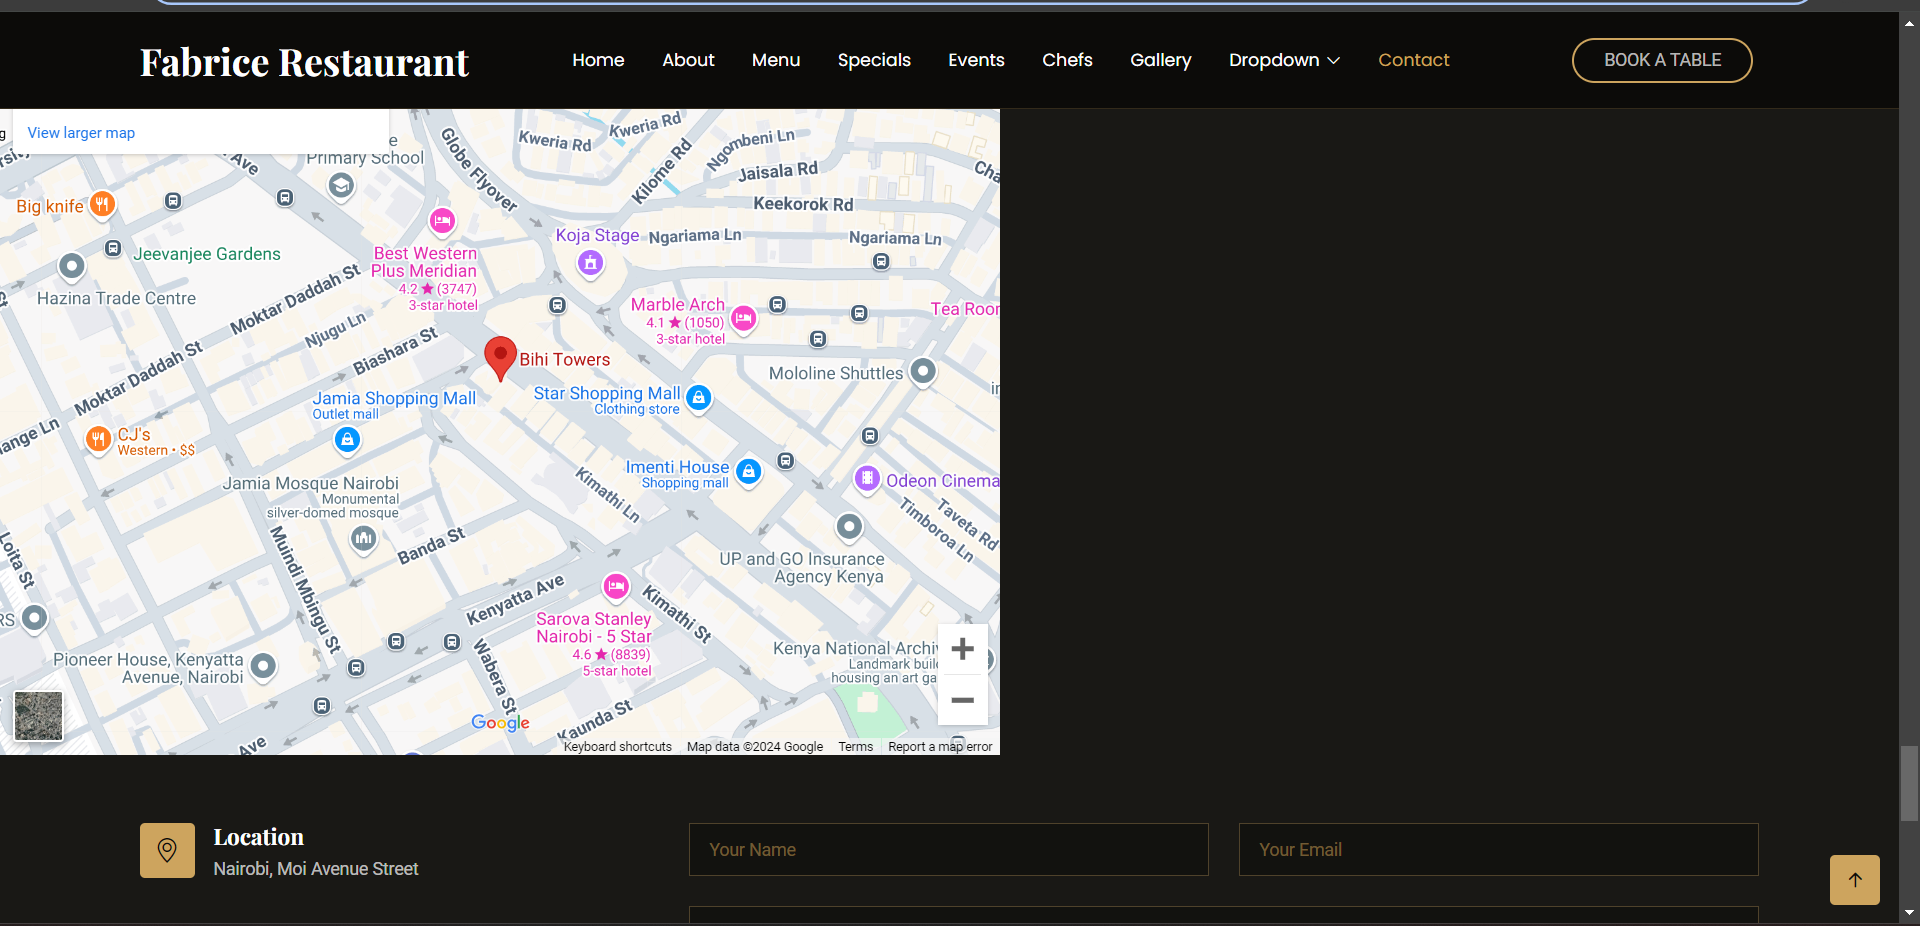 Fabrice Restaurant
Home
About
Menu
Specials
Events
Chefs
Gallery
Dropdown
Contact
BOOK A TABLE
View larger map
Primary School
Globe Flyover
Kweria Rd
Kweria Rd
Kilome Rd
Ngombeni Ln
Jaisala Rd
Keekorok Rd
Ave
Big knife
Jeevanjee Gardens
Hazina Trade Centre
Best Western
Plus Meridian
4.2 ★ (3747)
3-star hotel
Koja Stage
Ngariama Ln
Ngariama Ln
Marble Arch
4.1 ★ (1050)
3-star hotel
Moktar Daddah St
Njugu Ln
Biashara St
Moktar Daddah St
Bihi Towers
Mololine Shuttles
Star Shopping Mall
Clothing store
Jamia Shopping Mall
Outlet mall
CJ's
Western • $$
Imenti House
Shopping mall
Odeon Cinema
Jamia Mosque Nairobi
Monumental
silver-domed mosque
Kimathi Ln
Taveta Rd
Timboroa Ln
Loita St
Muindi Mbingu St
Banda St
UP and GO Insurance
Agency Kenya
Kenyatta Ave
Sarova Stanley
Nairobi - 5 Star
4.6 ★ (8839)
5-star hotel
Kimathi St
Wabera St
Kenya National Archi
Landmark buil
housing an art ga
Pioneer House, Kenyatta
Avenue, Nairobi
Kaunda St
Ave
Google
Keyboard shortcuts
Map data ©2024 Google
Terms
Report a map error
Location
Nairobi, Moi Avenue Street
Your Name
Your Email